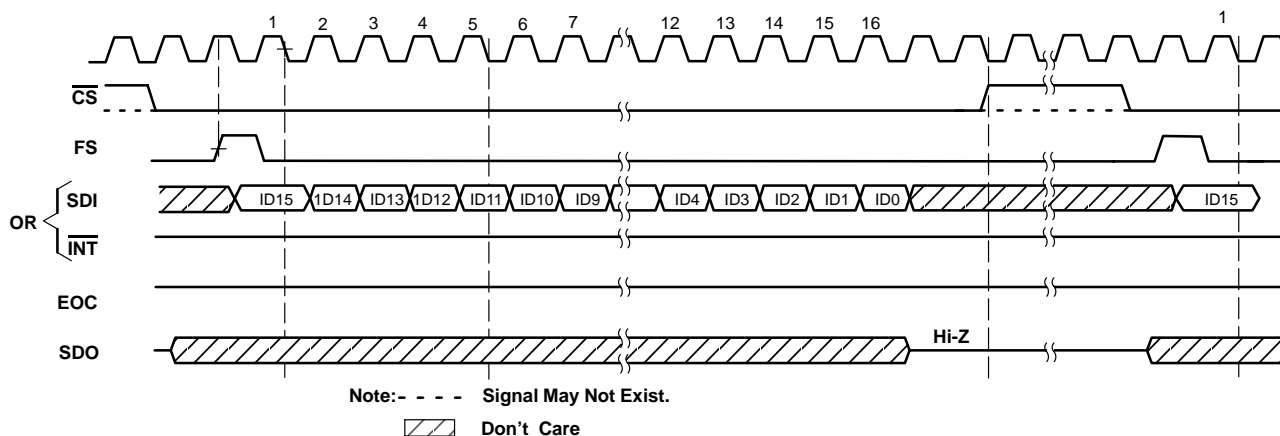 1 2 3 4 5 6 7 12 13 14 15 16 1
CS
FS
SDI ID15 1D14 ID13 1D12 ID11 ID10 ID9 ID4 ID3 ID2 ID1 ID0 ID15
OR
INT
EOC
SDO Hi-Z
Note:- - - - Signal May Not Exist.
Don't Care